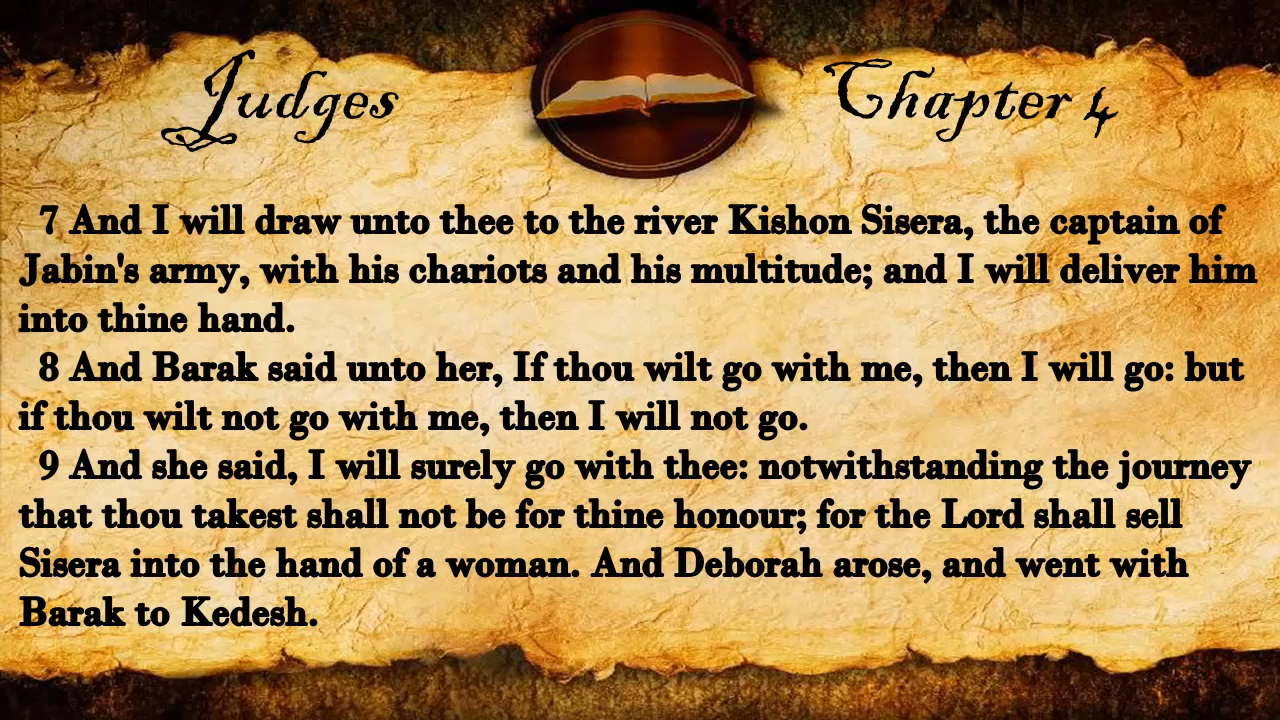 Judges
Chapter 4
7 And I will draw unto thee to the river Kishon Sisera, the captain of
Jabin's army, with his chariots and his multitude; and I will deliver him
into thine hand.
8 And Barak said unto her, If thou wilt go with me, then I will go: but
if thou wilt not go with me, then I will not go.
9 And she said, I will surely go with thee: notwithstanding the journey
that thou takest shall not be for thine honour; for the Lord shall sell
Sisera into the hand of a woman. And Deborah arose, and went with
Barak to Kedesh.